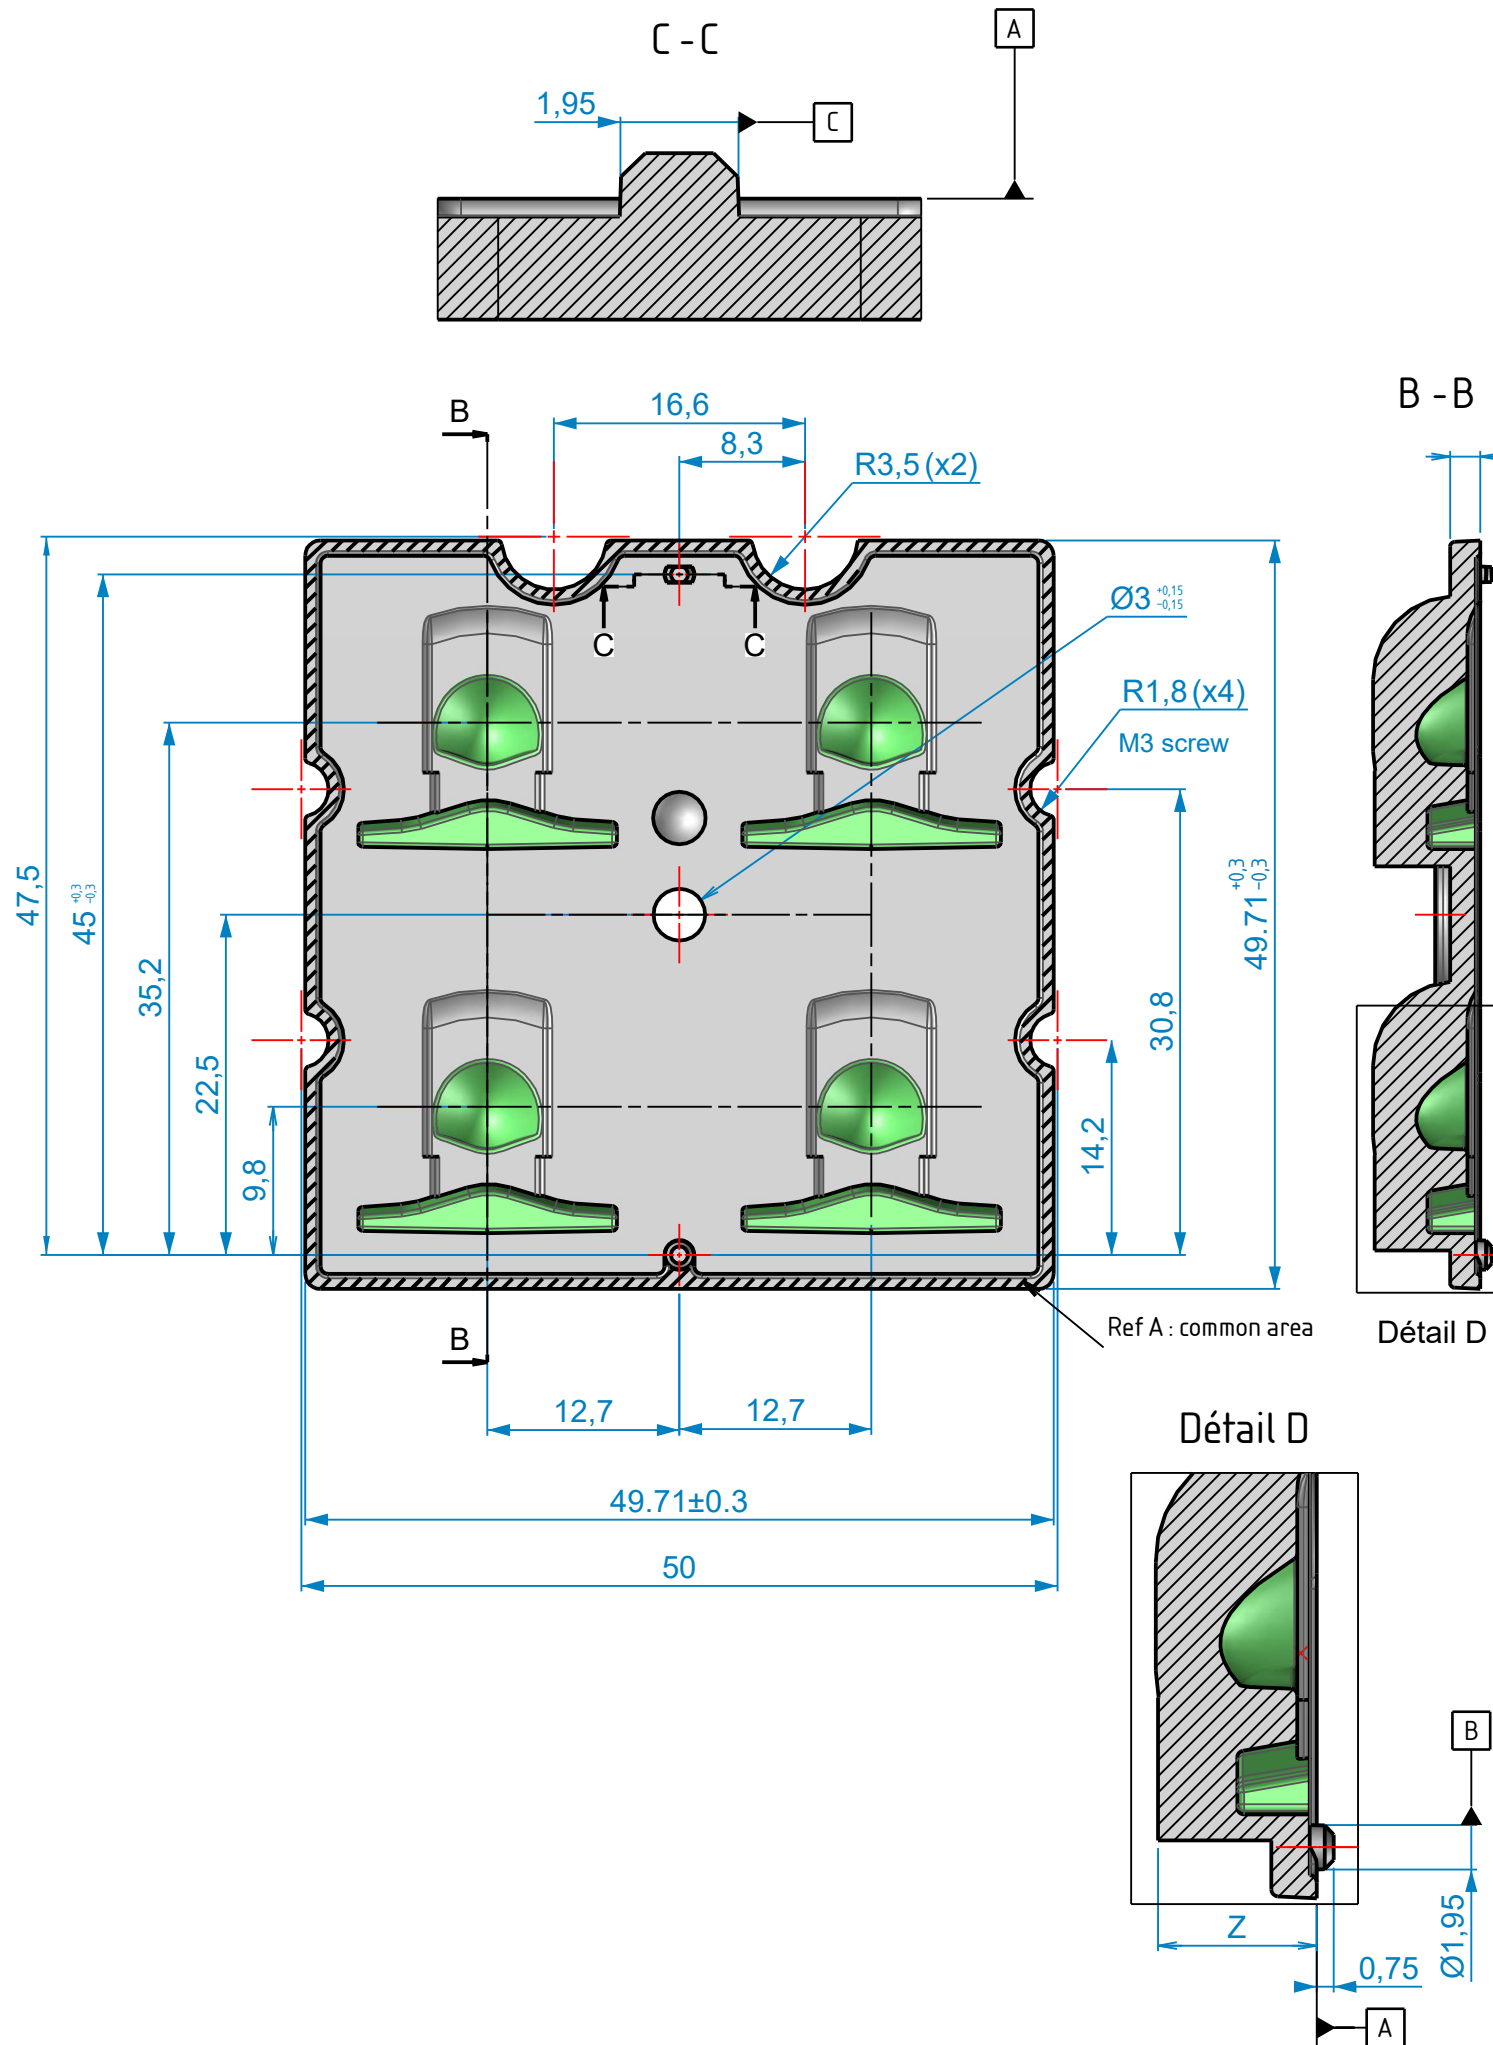 C-C
A
1,95
C
B-B
B
16,6
8,3
R3,5 (x2)
C
C
Ø3 +0,15 -0,15
R1,8 (x4)
M3 screw
47,5
45 +0,3 -0,3
35,2
22,5
9,8
49.71 +0,3 -0,3
30,8
14,2
Ref A : common area
Détail D
B
12,7
12,7
49.71±0.3
50
Détail D
B
Z
0,75
Ø1,95
A